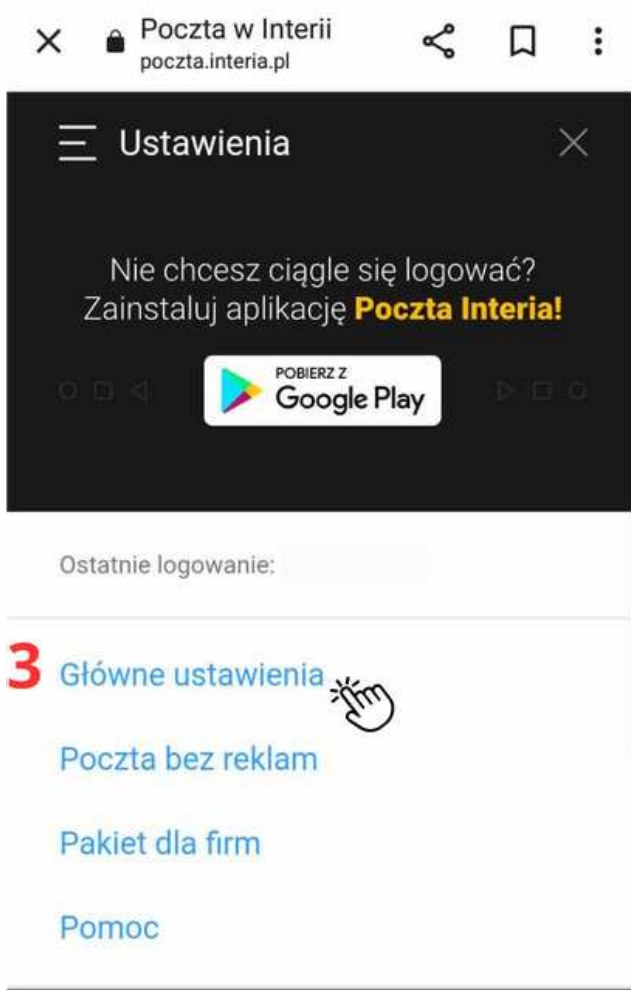 Poczta w Interii
poczta.interia.pl
Ustawienia
Nie chcesz ciągle się logować?
Zainstaluj aplikację Poczta Interia!
POBIERZ Z
Google Play
Ostatnie logowanie:
3 Główne ustawienia
Poczta bez reklam
Pakiet dla firm
Pomoc